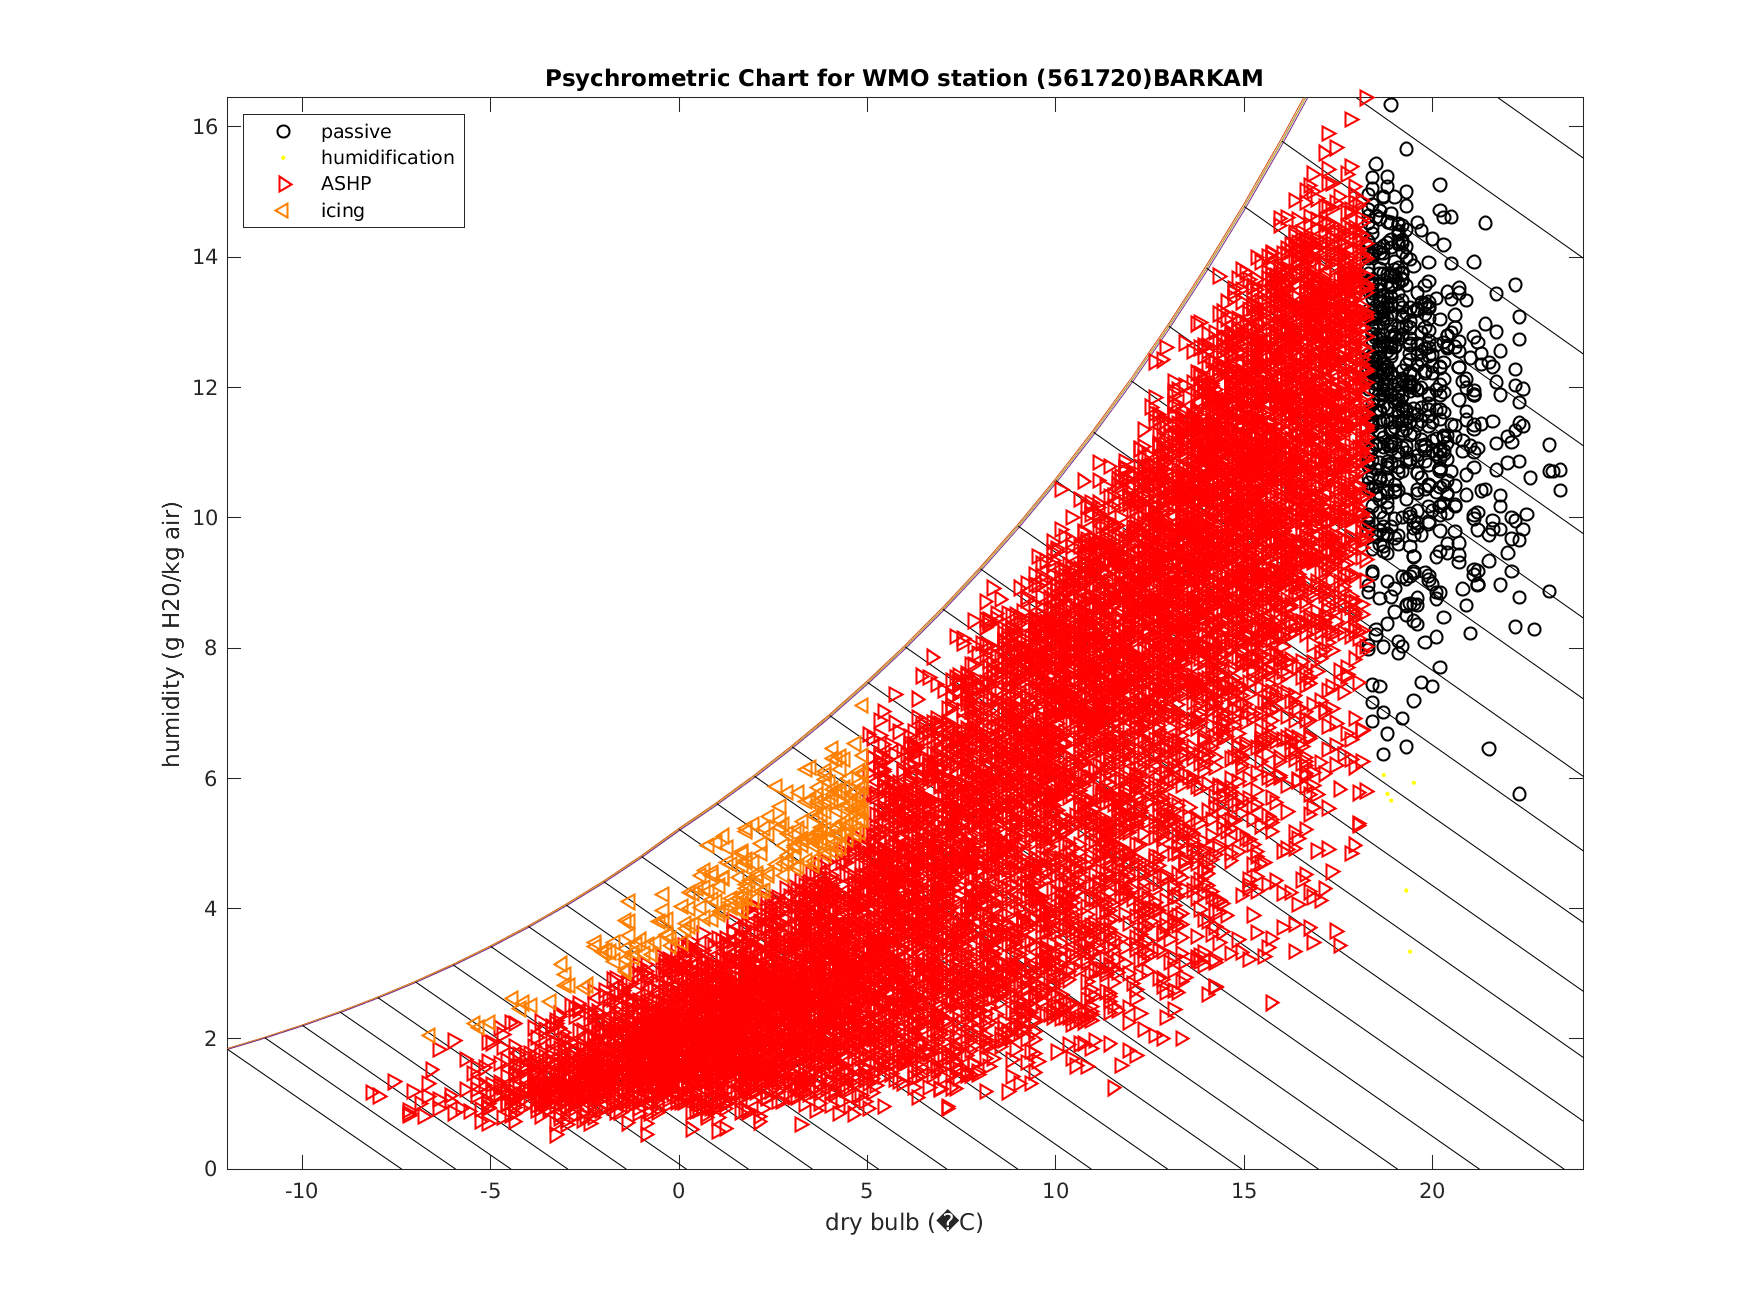 Psychrometric Chart for WMO station (561720)BARKAM
passive
humidification
ASHP
icing
humidity (g H20/kg air)
16
14
12
10
8
6
4
2
0
-10 -5 0 5 10 15 20
dry bulb (�C)